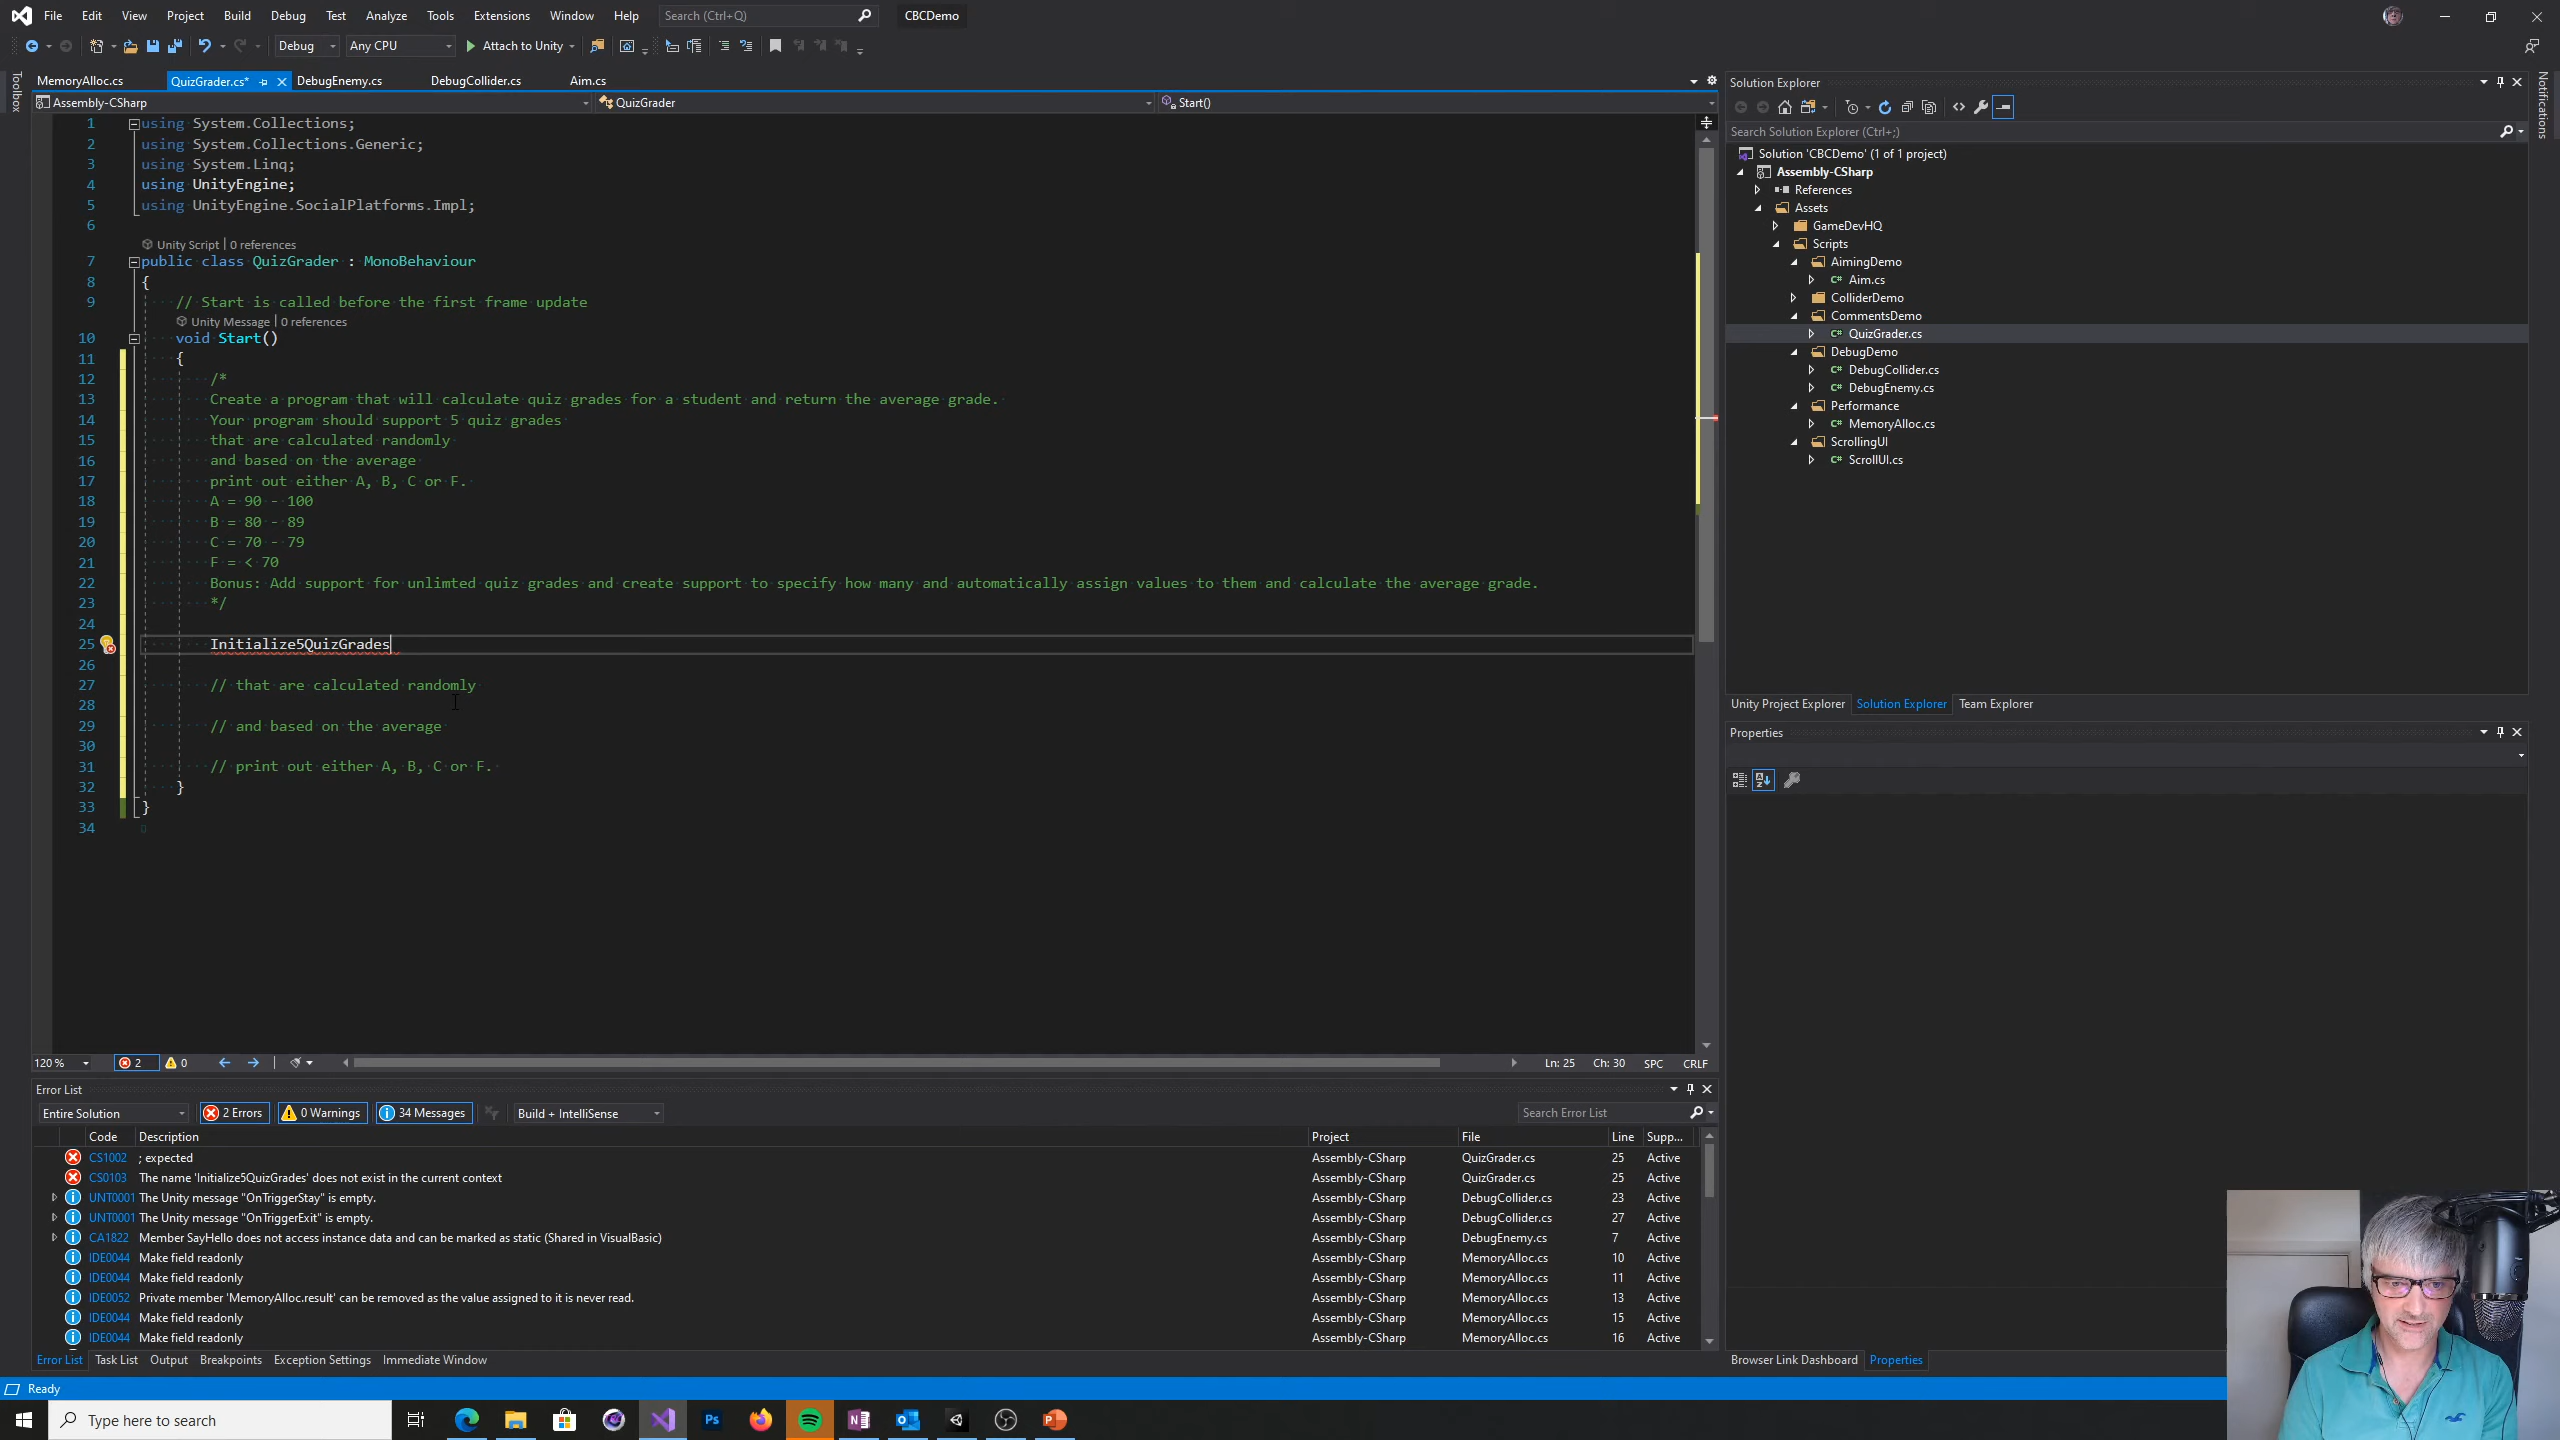 File Edit View Project Build Debug Test Analyze Tools Extensions Window Help Search (Ctrl+Q) CBCDemo
Debug Any CPU Attach to Unity
MemoryAlloc.cs QuizGrader.cs* DebugEnemy.cs DebugCollider.cs Aim.cs
Assembly-CSharp QuizGrader Start()
Toolbox
1 using System.Collections;
2 using System.Collections.Generic;
3 using System.Linq;
4 using UnityEngine;
5 using UnityEngine.SocialPlatforms.Impl;
6
Unity Script | 0 references
7 public class QuizGrader : MonoBehaviour
8 {
9 // Start is called before the first frame update
Unity Message | 0 references
10 void Start()
11 {
12 /*
13 Create a program that will calculate quiz grades for a student and return the average grade.
14 Your program should support 5 quiz grades
15 that are calculated randomly
16 and based on the average
17 print out either A, B, C or F.
18 A = 90 - 100
19 B = 80 - 89
20 C = 70 - 79
21 F = < 70
22 Bonus: Add support for unlimted quiz grades and create support to specify how many and automatically assign values to them and calculate the average grade.
23 */
24
25 Initialize5QuizGrades
26
27 // that are calculated randomly
28
29 // and based on the average
30
31 // print out either A, B, C or F.
32 }
33 }
34
120 % 2 0 Ln: 25 Ch: 30 SPC CRLF
Error List
Entire Solution 2 Errors 0 Warnings 34 Messages Build + IntelliSense Search Error List
Code Description Project File Line Supp...
CS1002 ; expected Assembly-CSharp QuizGrader.cs 25 Active
CS0103 The name 'Initialize5QuizGrades' does not exist in the current context Assembly-CSharp QuizGrader.cs 25 Active
UNT0001 The Unity message "OnTriggerStay" is empty. Assembly-CSharp DebugCollider.cs 23 Active
UNT0001 The Unity message "OnTriggerExit" is empty. Assembly-CSharp DebugCollider.cs 27 Active
CA1822 Member SayHello does not access instance data and can be marked as static (Shared in VisualBasic) Assembly-CSharp DebugEnemy.cs 7 Active
IDE0044 Make field readonly Assembly-CSharp MemoryAlloc.cs 10 Active
IDE0044 Make field readonly Assembly-CSharp MemoryAlloc.cs 11 Active
IDE0052 Private member 'MemoryAlloc.result' can be removed as the value assigned to it is never read. Assembly-CSharp MemoryAlloc.cs 13 Active
IDE0044 Make field readonly Assembly-CSharp MemoryAlloc.cs 15 Active
IDE0044 Make field readonly Assembly-CSharp MemoryAlloc.cs 16 Active
Error List Task List Output Breakpoints Exception Settings Immediate Window
Solution Explorer
Search Solution Explorer (Ctrl+;)
Solution 'CBCDemo' (1 of 1 project)
Assembly-CSharp
References
Assets
GameDevHQ
Scripts
AimingDemo
C# Aim.cs
ColliderDemo
CommentsDemo
C# QuizGrader.cs
DebugDemo
C# DebugCollider.cs
C# DebugEnemy.cs
Performance
C# MemoryAlloc.cs
ScrollingUI
C# ScrollUI.cs
Unity Project Explorer Solution Explorer Team Explorer
Properties
Browser Link Dashboard Properties
Notifications
Ready
Type here to search